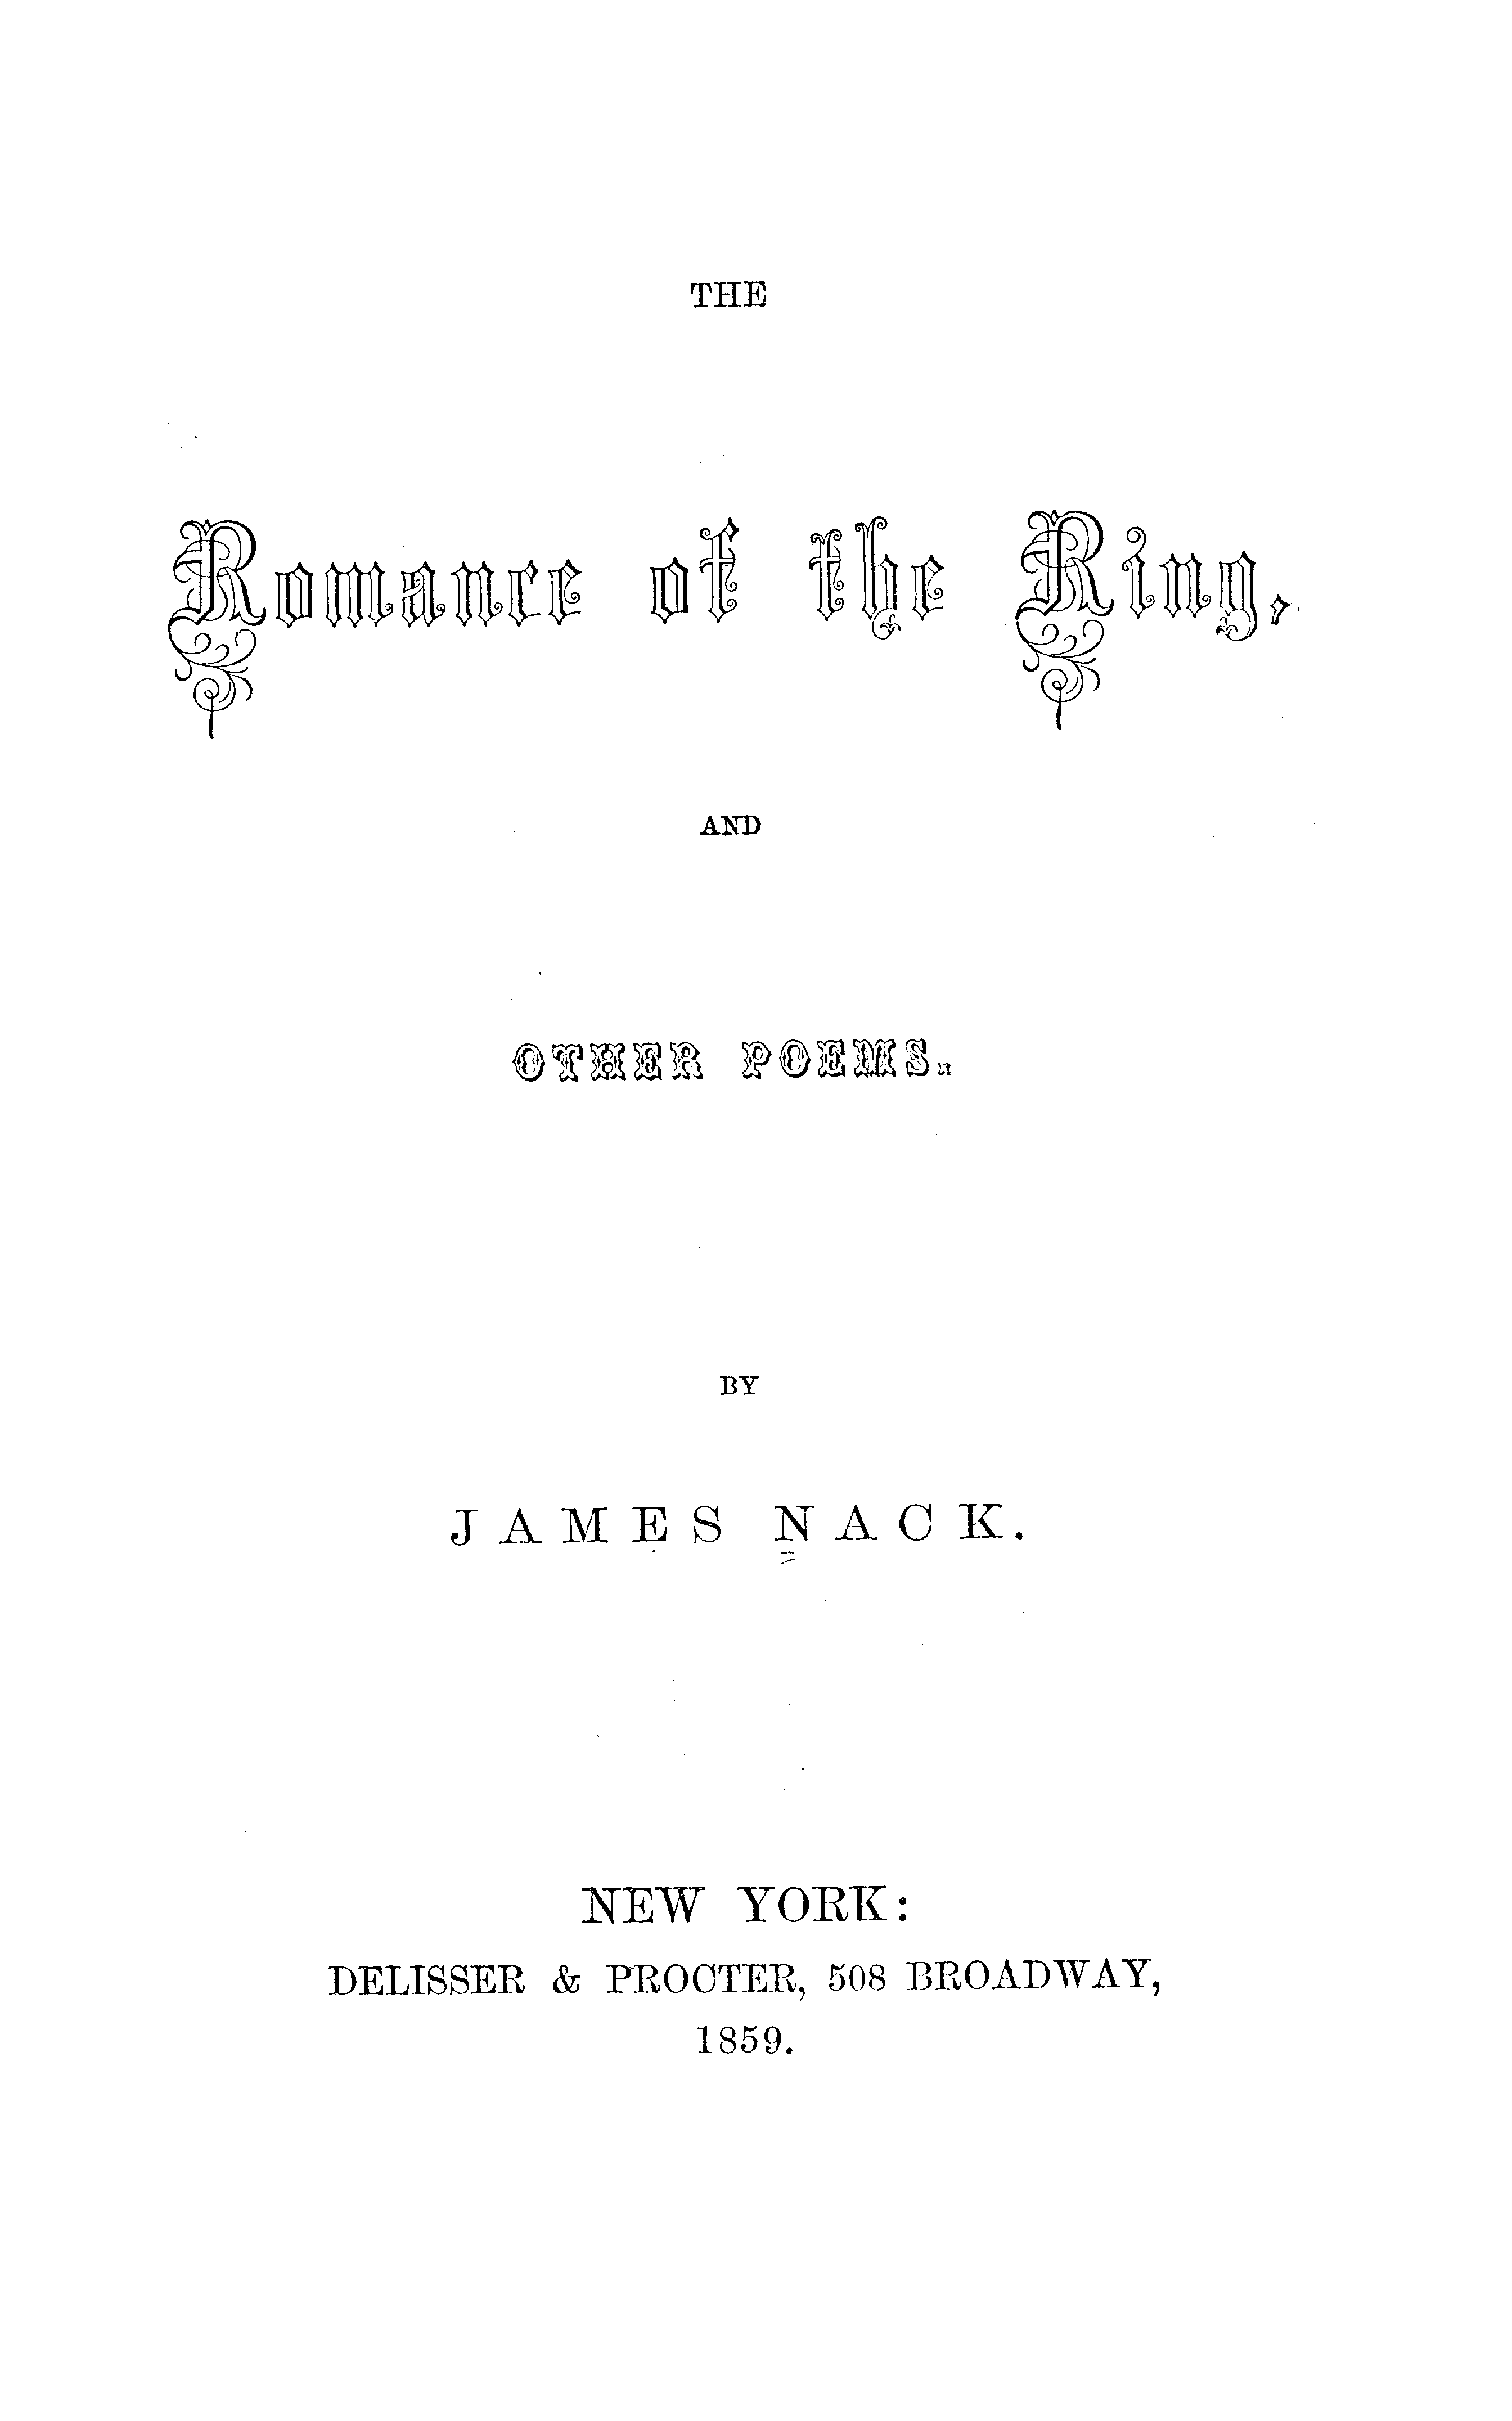 THE
Romance of the Ring,
AND
OTHER POEMS.
BY
JAMES NACK.
NEW YORK:
DELISSER & PROCTER, 508 BROADWAY,
1859.